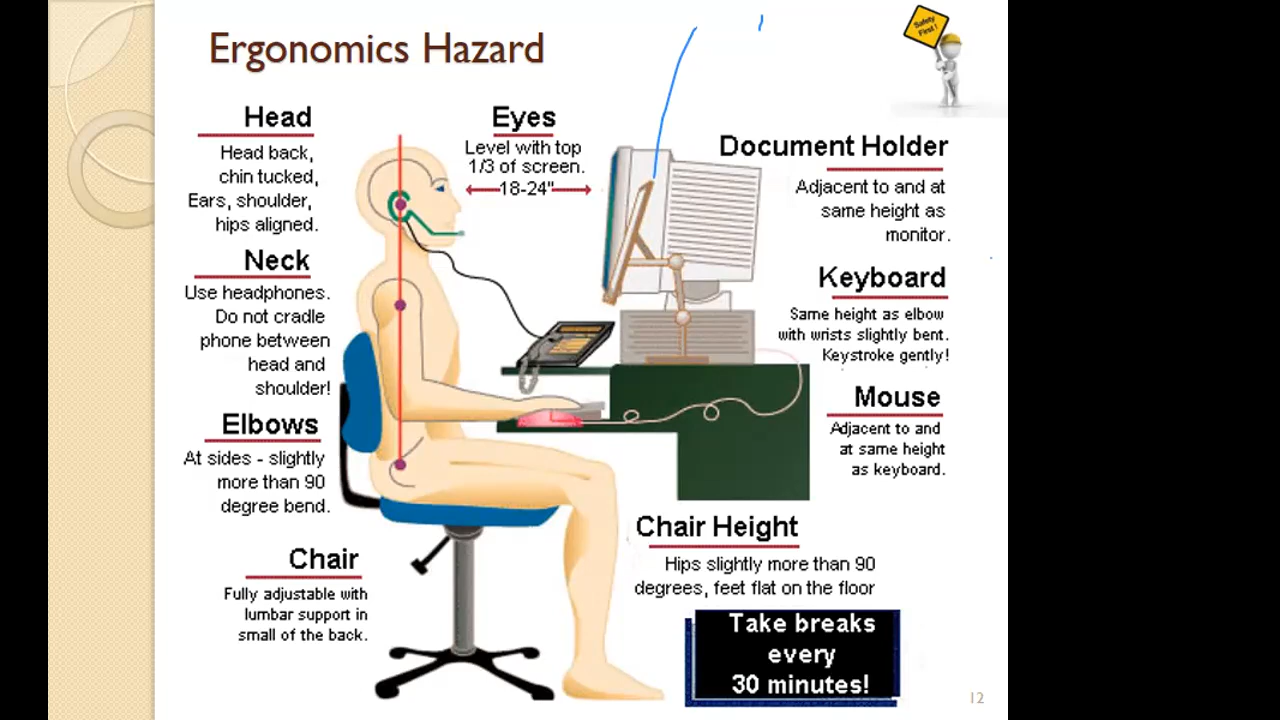 Ergonomics Hazard
Safety
First!
Head
Head back,
chin tucked,
Ears, shoulder,
hips aligned.
Neck
Use headphones.
Do not cradle
phone between
head and
shoulder!
Elbows
At sides - slightly
more than 90
degree bend.
Chair
Fully adjustable with
lumbar support in
small of the back.
Eyes
Level with top
1/3 of screen.
18-24"
Document Holder
Adjacent to and at
same height as
monitor.
Keyboard
Same height as elbow
with wrists slightly bent.
Keystroke gently!
Mouse
Adjacent to and
at same height
as keyboard.
Chair Height
Hips slightly more than 90
degrees, feet flat on the floor
Take breaks
every
30 minutes!
12